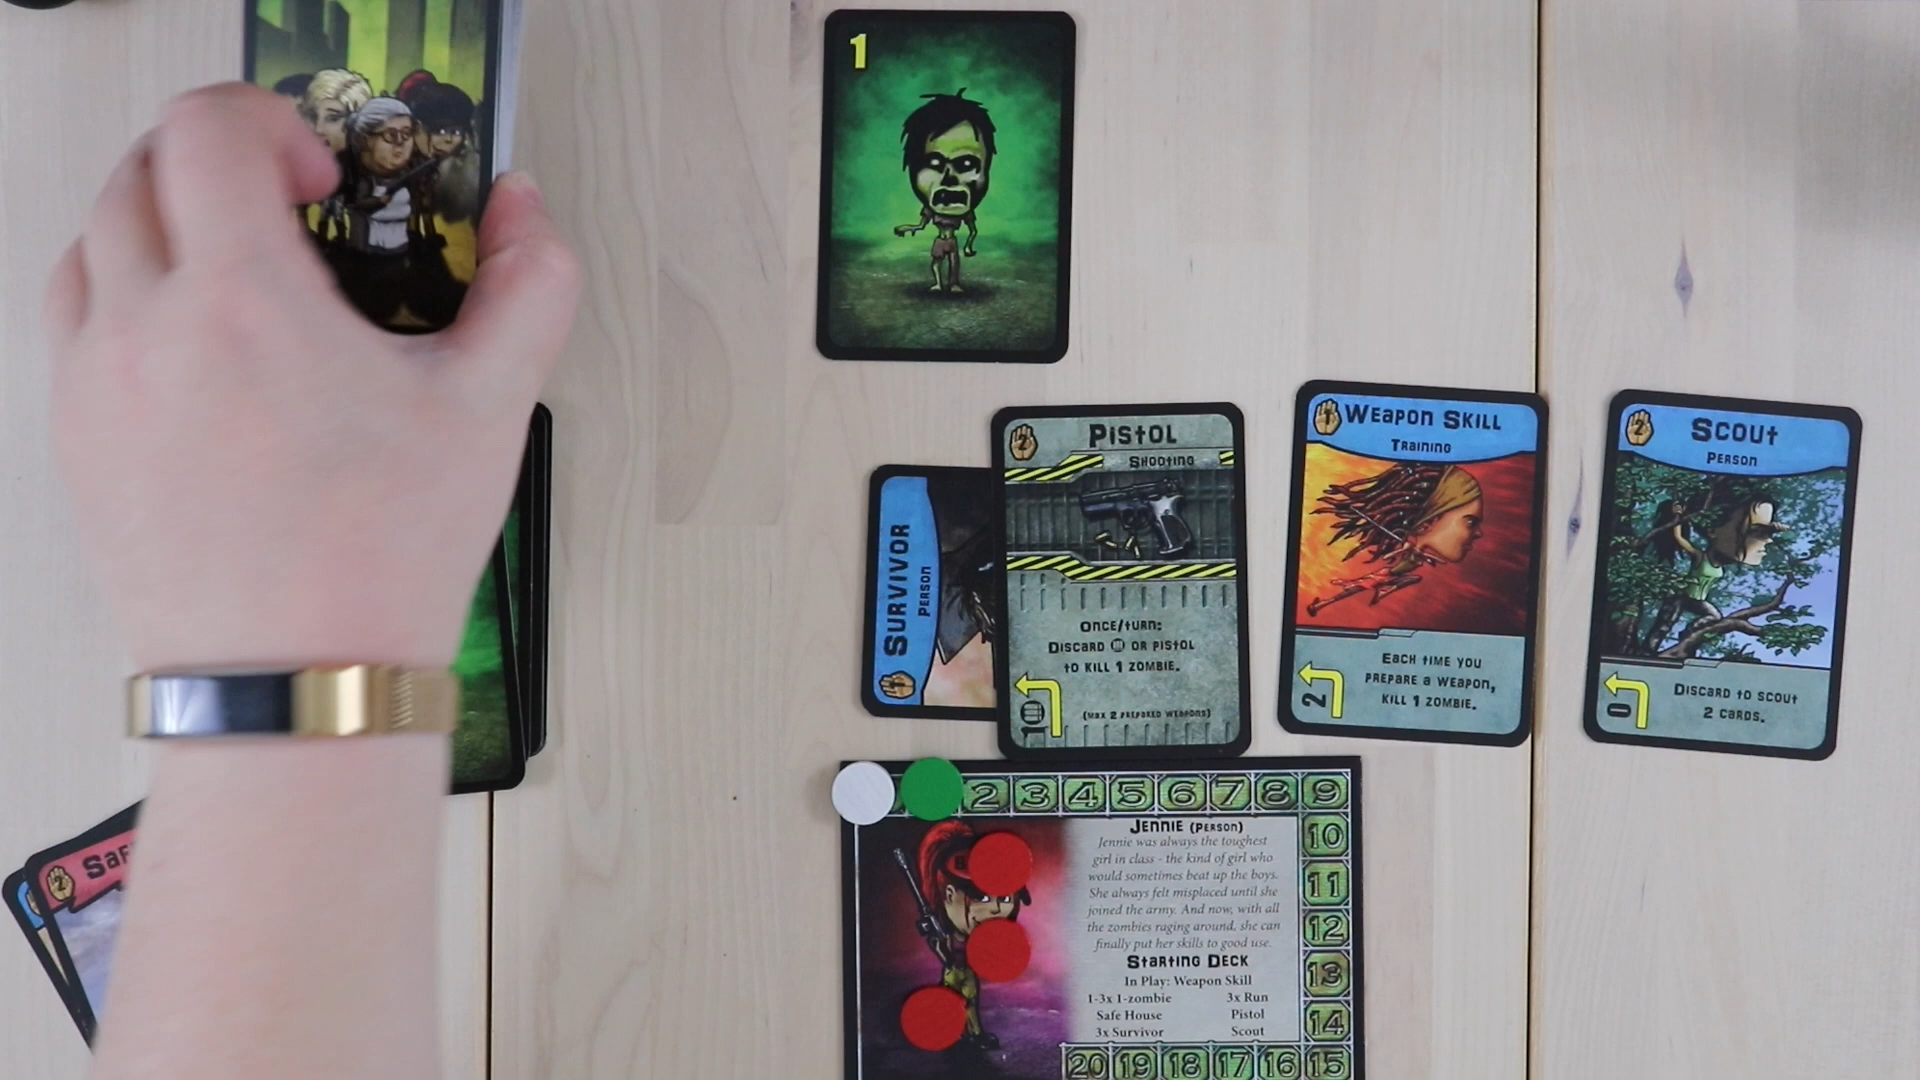 1
SURVIVOR
PERSON
2
PISTOL
SHOOTING
ONCE/TURN:
DISCARD OR PISTOL
TO KILL 1 ZOMBIE.
(MAX 2 PREPARED WEAPONS)
10
1
WEAPON SKILL
TRAINING
EACH TIME YOU
PREPARE A WEAPON,
KILL 1 ZOMBIE.
2
2
SCOUT
PERSON
DISCARD TO SCOUT
2 CARDS.
0
2
SAF
2 3 4 5 6 7 8 9
10
11
12
13
14
20 19 18 17 16 15
JENNIE (PERSON)
Jennie was always the toughest
girl in class - the kind of girl who
would sometimes beat up the boys.
She always felt misplaced until she
joined the army. And now, with all
the zombies raging around, she can
finally put her skills to good use.
STARTING DECK
In Play: Weapon Skill
1-3x 1-zombie 3x Run
Safe House Pistol
3x Survivor Scout